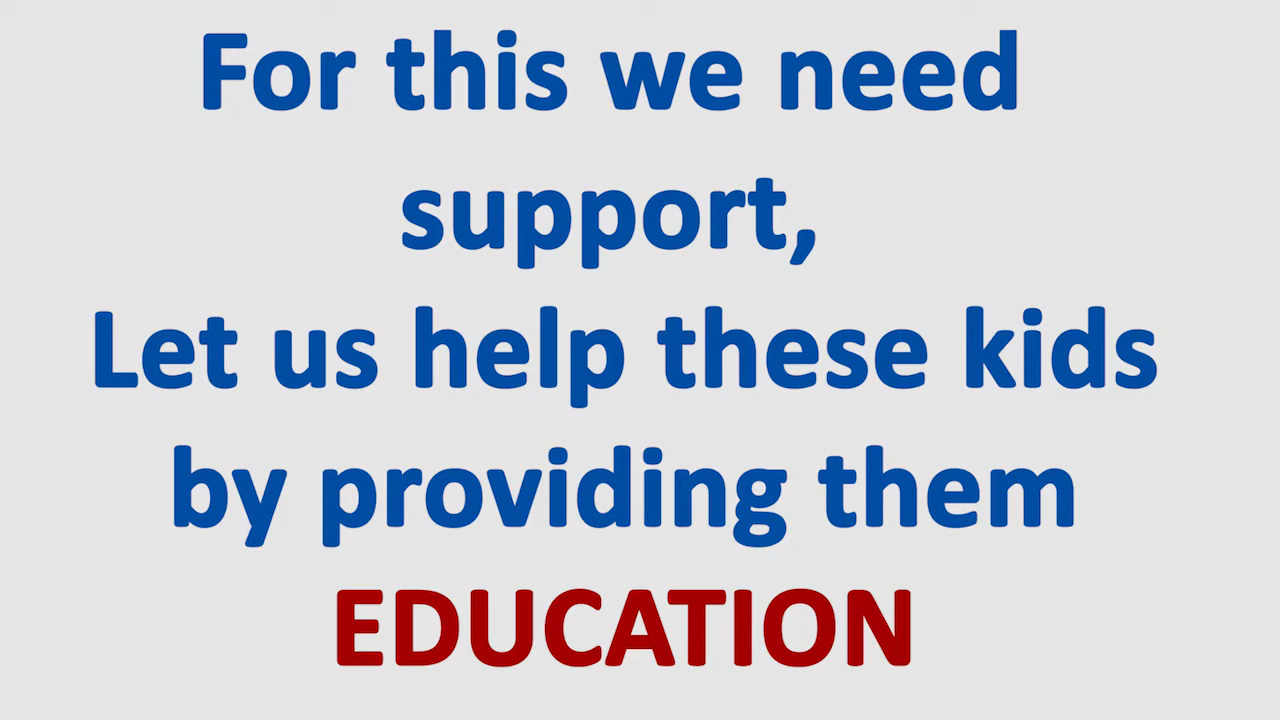 For this we need
support,
Let us help these kids
by providing them
EDUCATION